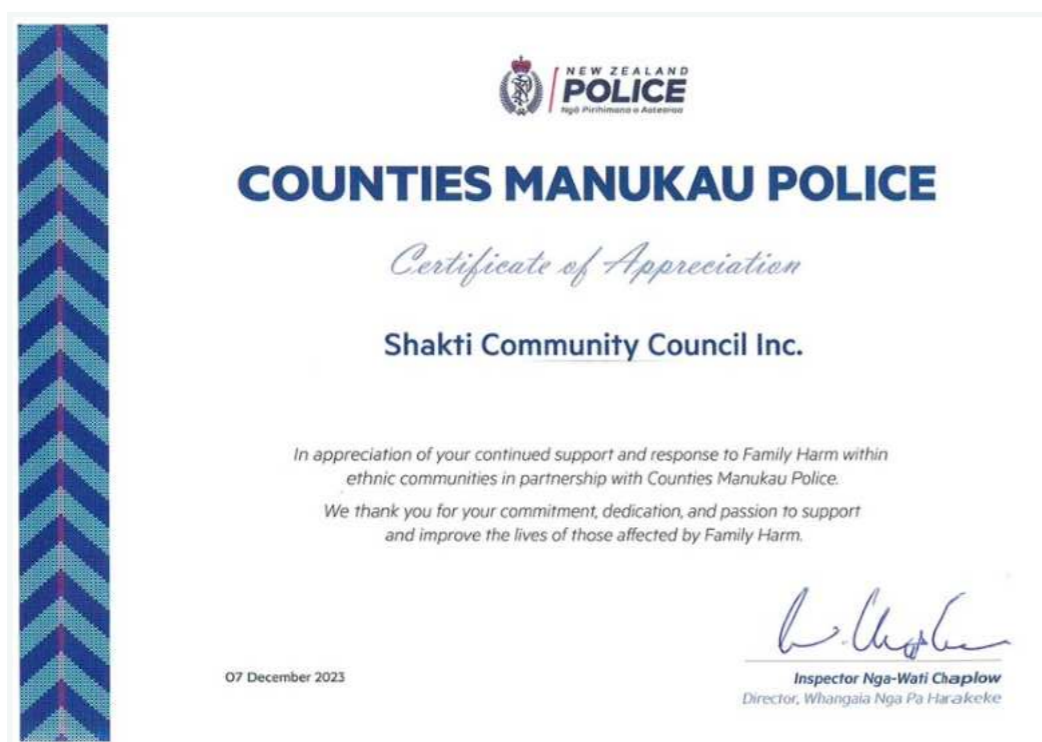 NEW ZEALAND
POLICE
Ngā Pirihimana o Aotearoa
COUNTIES MANUKAU POLICE
Certificate of Appreciation
Shakti Community Council Inc.
In appreciation of your continued support and response to Family Harm within
ethnic communities in partnership with Counties Manukau Police.
We thank you for your commitment, dedication, and passion to support
and improve the lives of those affected by Family Harm.
07 December 2023
Inspector Nga-Wati Chaplow
Director, Whangaia Nga Pa Harakeke